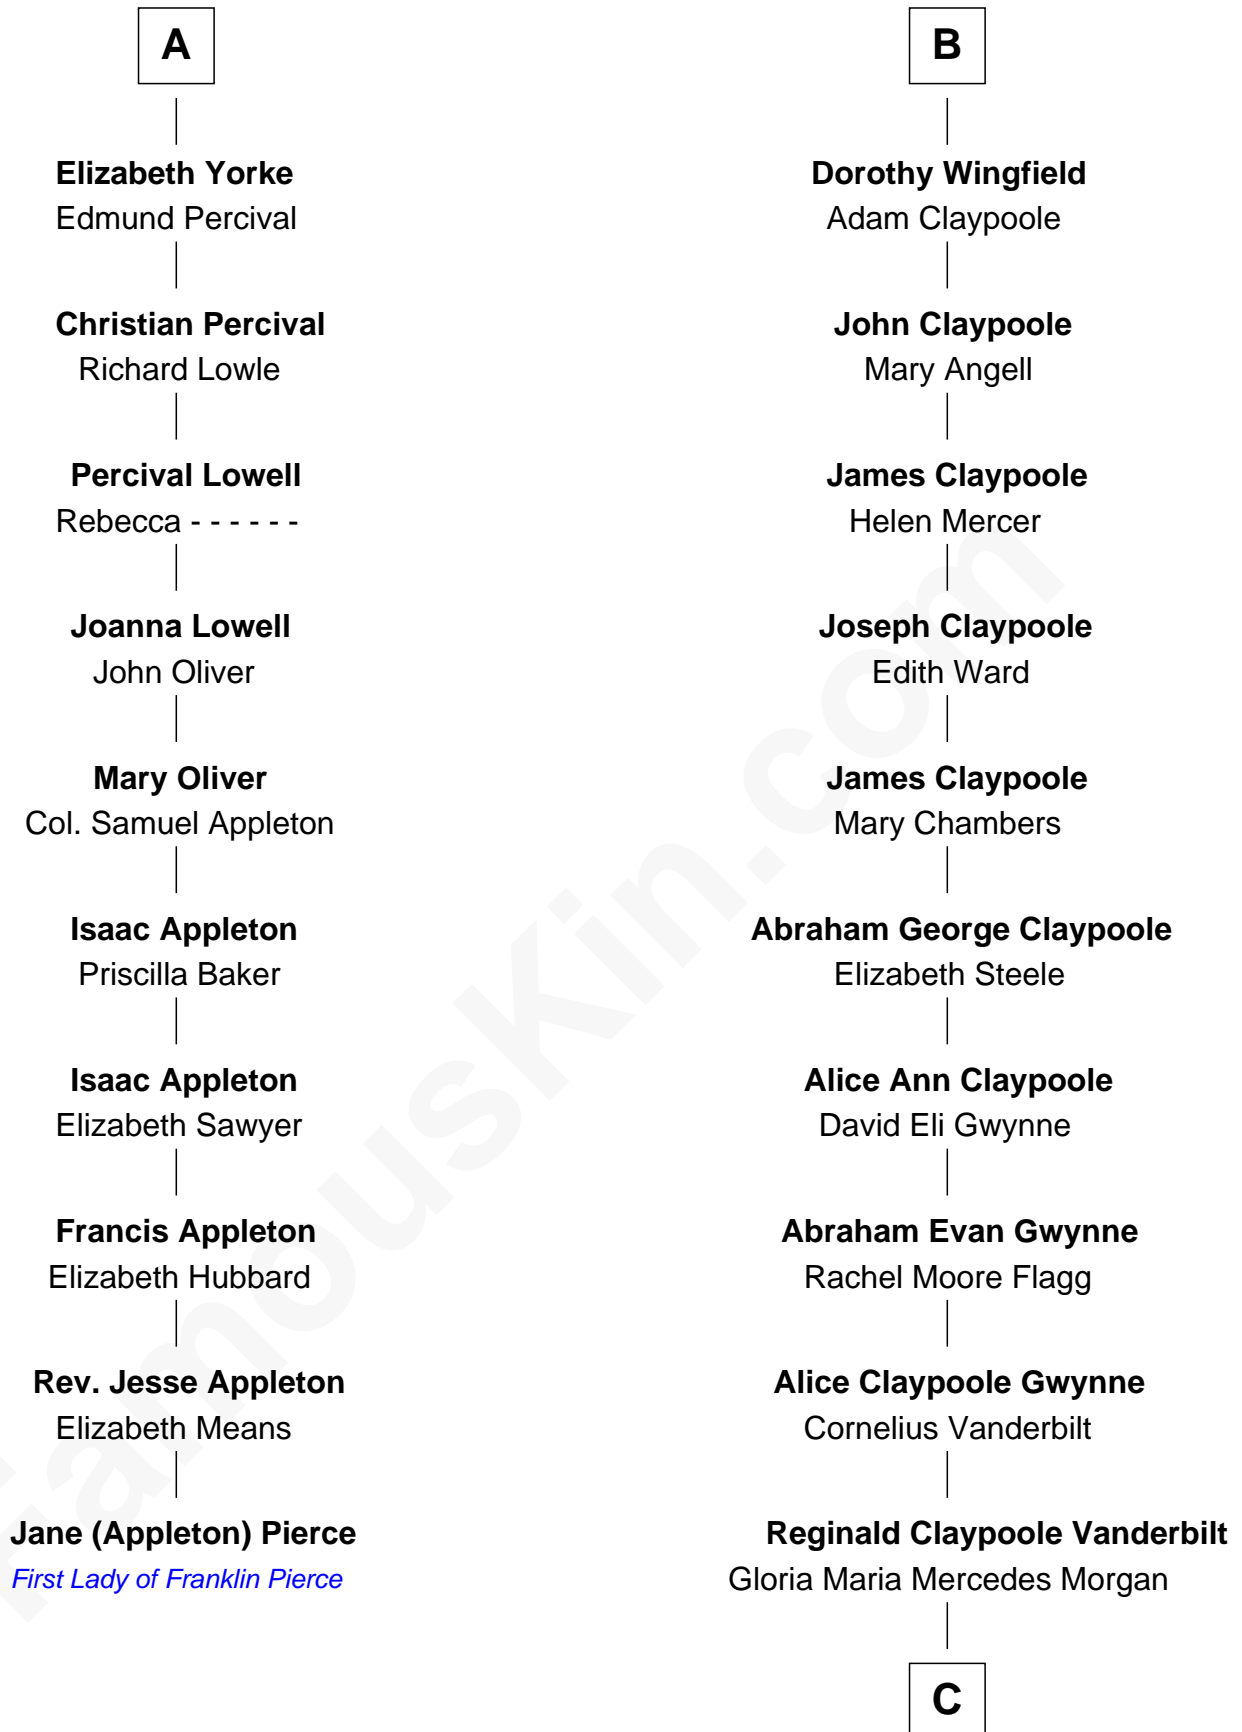 A
Elizabeth Yorke
Edmund Percival
Christian Percival
Richard Lowle
Percival Lowell
Rebecca - - - - - -
Joanna Lowell
John Oliver
Mary Oliver
Col. Samuel Appleton
Isaac Appleton
Priscilla Baker
Isaac Appleton
Elizabeth Sawyer
Francis Appleton
Elizabeth Hubbard
Rev. Jesse Appleton
Elizabeth Means
Jane (Appleton) Pierce
First Lady of Franklin Pierce
B
Dorothy Wingfield
Adam Claypoole
John Claypoole
Mary Angell
James Claypoole
Helen Mercer
Joseph Claypoole
Edith Ward
James Claypoole
Mary Chambers
Abraham George Claypoole
Elizabeth Steele
Alice Ann Claypoole
David Eli Gwynne
Abraham Evan Gwynne
Rachel Moore Flagg
Alice Claypoole Gwynne
Cornelius Vanderbilt
Reginald Claypoole Vanderbilt
Gloria Maria Mercedes Morgan
C
FamousKin.com